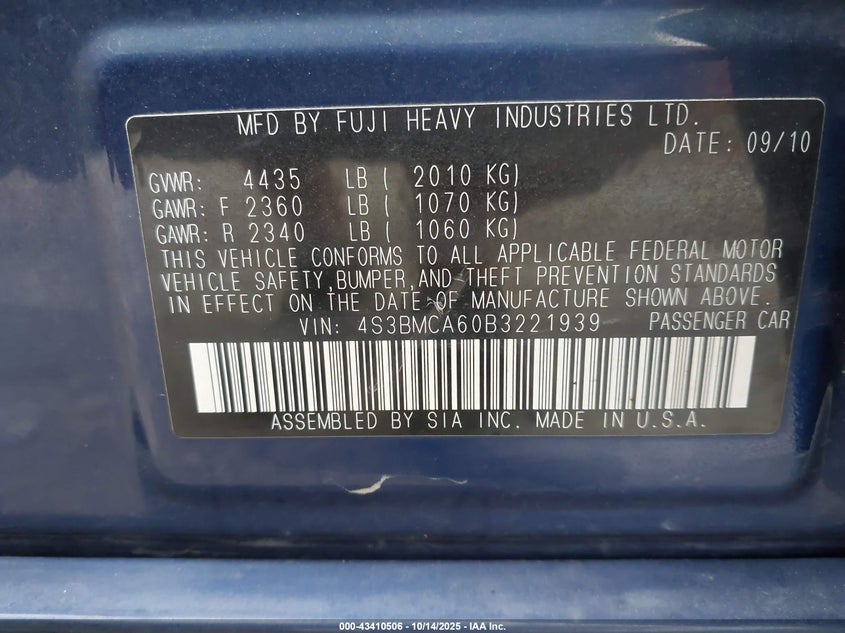 MFD BY FUJI HEAVY INDUSTRIES LTD.
DATE: 09/10
GVWR: 4435 LB ( 2010 KG)
GAWR: F 2360 LB ( 1070 KG)
GAWR: R 2340 LB ( 1060 KG)
THIS VEHICLE CONFORMS TO ALL APPLICABLE FEDERAL MOTOR
VEHICLE SAFETY,BUMPER,AND THEFT PREVENTION STANDARDS
IN EFFECT ON THE DATE OF MANUFACTURE SHOWN ABOVE.
VIN: 4S3BMCA60B3221939 PASSENGER CAR
ASSEMBLED BY SIA INC. MADE IN U.S.A.
000-43410506 - 10/14/2025 - IAA Inc.